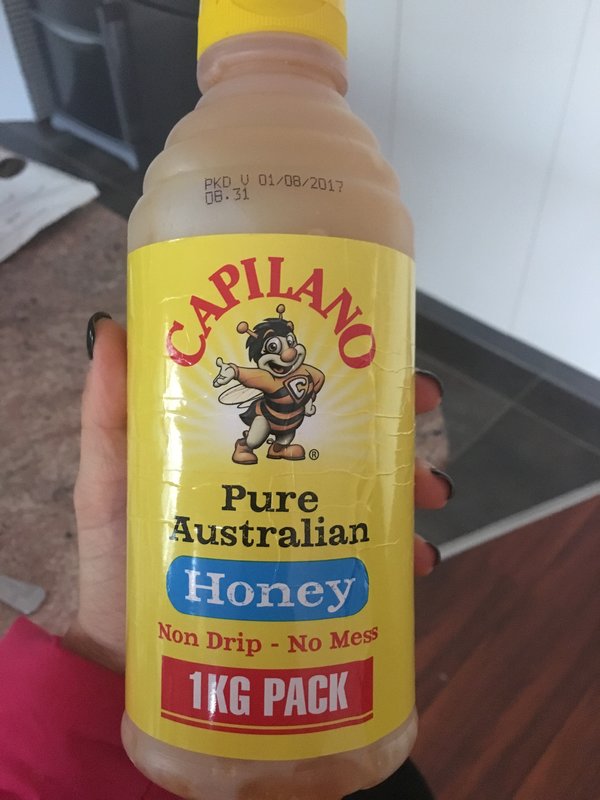 PKD V 01/08/2017
08.31
CAPILANO
C
®
Pure
Australian
Honey
Non Drip - No Mess
1KG PACK